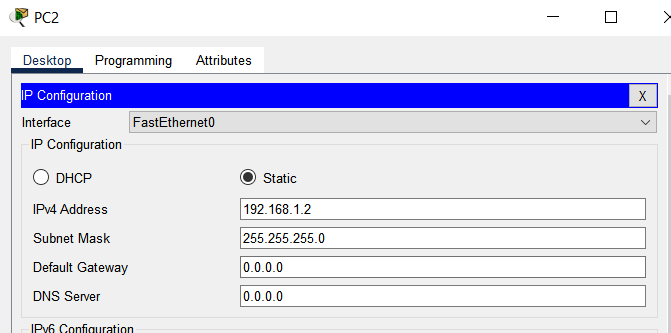 PC2
Desktop Programming Attributes
IP Configuration X
Interface FastEthernet0
IP Configuration
DHCP Static
IPv4 Address 192.168.1.2
Subnet Mask 255.255.255.0
Default Gateway 0.0.0.0
DNS Server 0.0.0.0
IPv6 Configuration